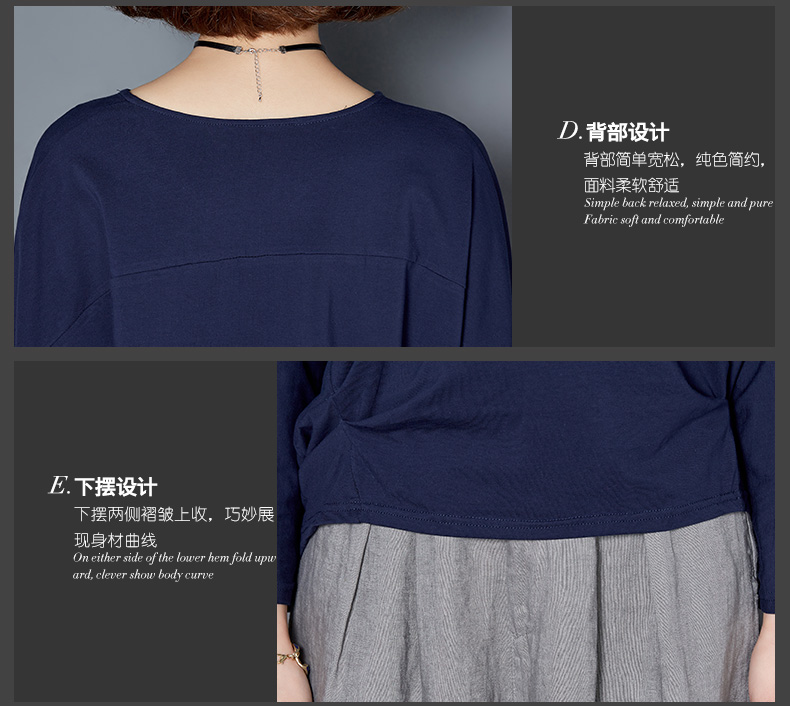 D.背部设计
背部简单宽松，纯色简约，
面料柔软舒适
Simple back relaxed, simple and pure
Fabric soft and comfortable
E.下摆设计
下摆两侧褶皱上收，巧妙展
现身材曲线
On either side of the lower hem fold upw
ard, clever show body curve